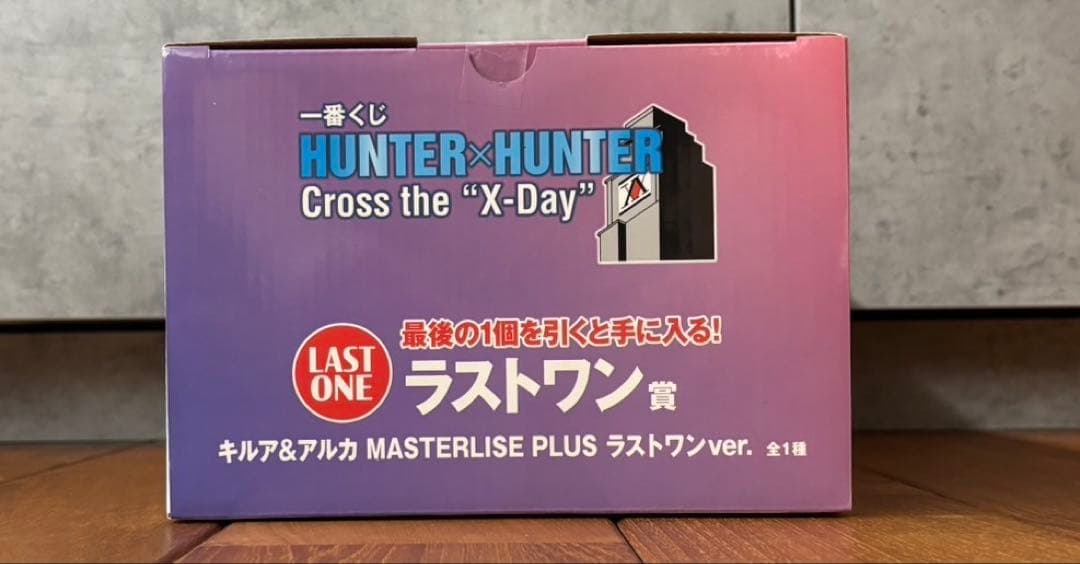 一番くじ
HUNTER×HUNTER
Cross the “X-Day”
最後の1個を引くと手に入る!
LAST
ONE
ラストワン賞
キルア&アルカ MASTERLISE PLUS ラストワンver. 全1種